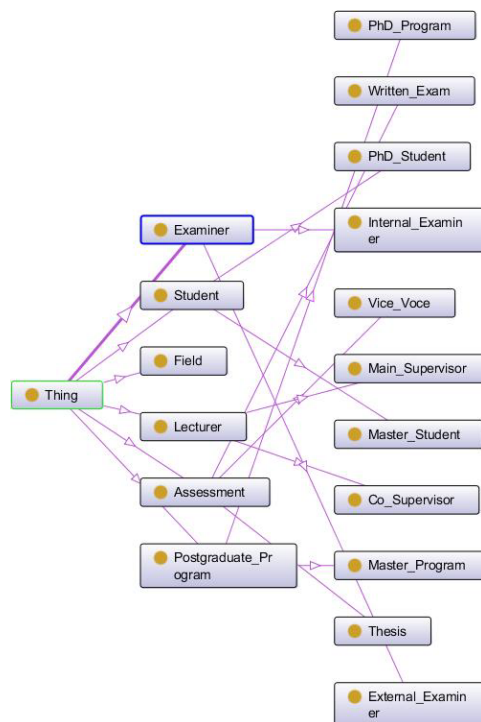 PhD_Program
Written_Exam
PhD_Student
Examiner
Internal_Examin
er
Student
Vice_Voce
Field
Main_Supervisor
Thing
Lecturer
Master_Student
Assessment
Co_Supervisor
Postgraduate_Pr
ogram
Master_Program
Thesis
External_Examin
er